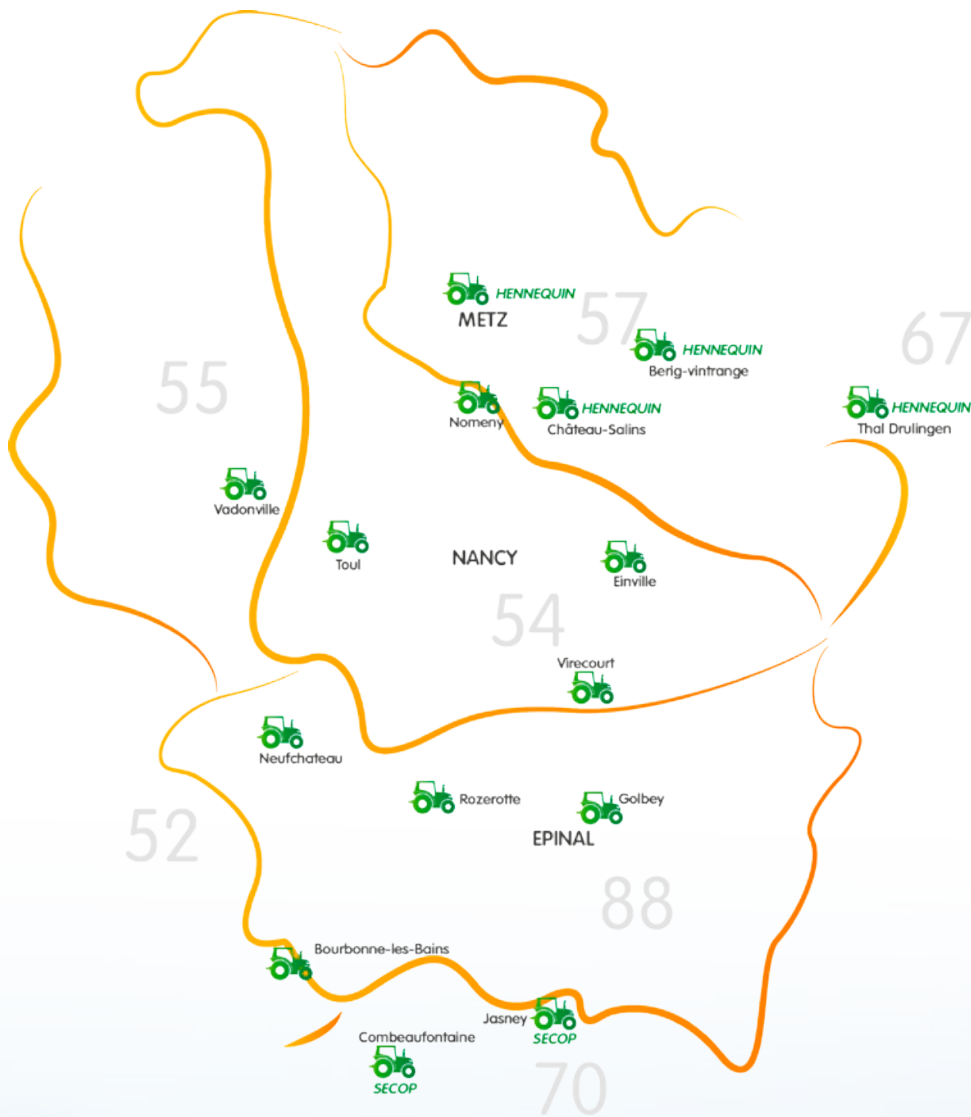 HENNEQUIN
METZ
57
67
HENNEQUIN
Berig-vintrange
55
HENNEQUIN
Château-Salins
HENNEQUIN
Thal Drulingen
Nomeny
Vadonville
Toul
NANCY
Einville
54
Virecourt
Neufchateau
Rozerotte
Golbey
EPINAL
52
88
Bourbonne-les-Bains
Jasney
SECOP
Combeaufontaine
SECOP
70